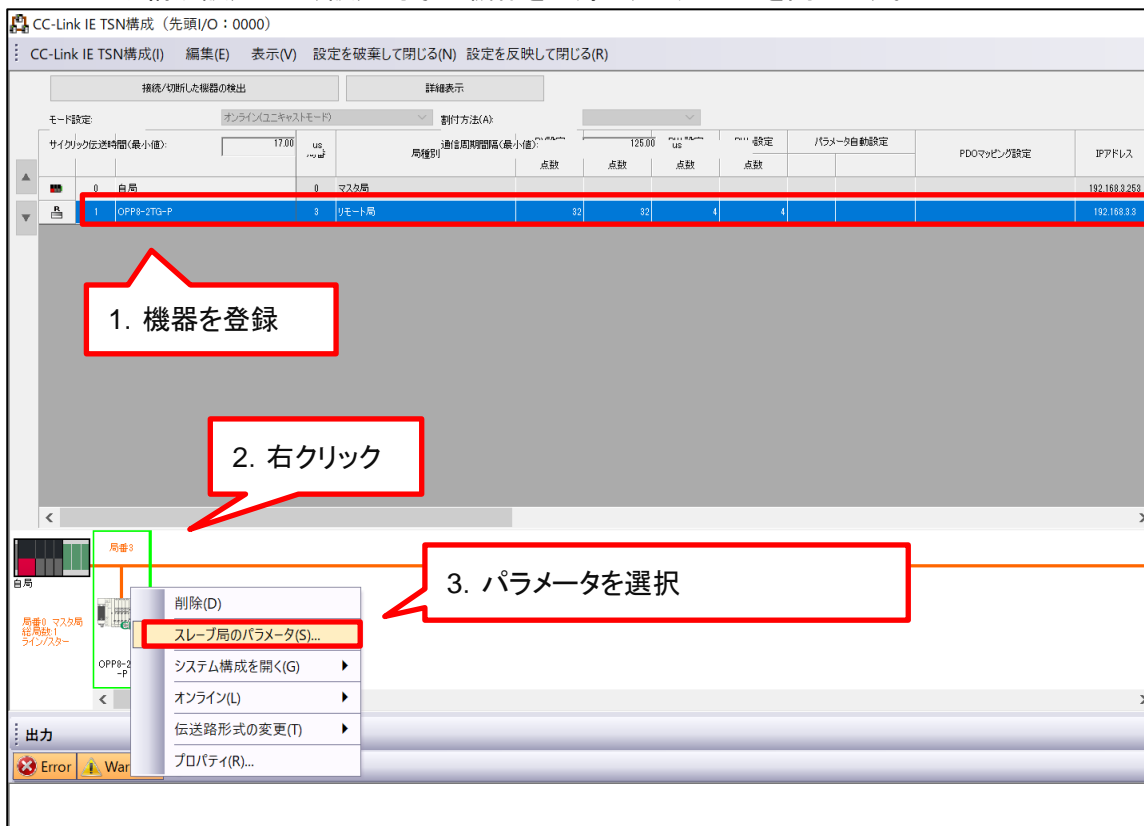 CC-Link IE TSN構成（先頭I/O：0000）
CC-Link IE TSN構成(I) 編集(E) 表示(V) 設定を破棄して閉じる(N) 設定を反映して閉じる(R)
接続/切断した機器の検出 詳細表示
モード設定: オンライン(ユニキャストモード) 割付方法(A):
サイクリック伝送時間(最小値): 17.00 us 通信周期間隔(最小値): 125.00 us
局種別 設定 パラメータ自動設定 PDOマッピング設定 IPアドレス
点数 点数 点数 点数
0 自局 0 マスタ局 192.168.3.253
1 OPP8-2TG-P 3 リモート局 32 32 4 4 192.168.3.3
1. 機器を登録
2. 右クリック
局番3
3. パラメータを選択
自局
局番0 マスタ局
総局数:1
ライン/スター
OPP8-2
-P
削除(D)
スレーブ局のパラメータ(S)...
システム構成を開く(G)
オンライン(L)
伝送路形式の変更(T)
プロパティ(R)...
出力
Error War